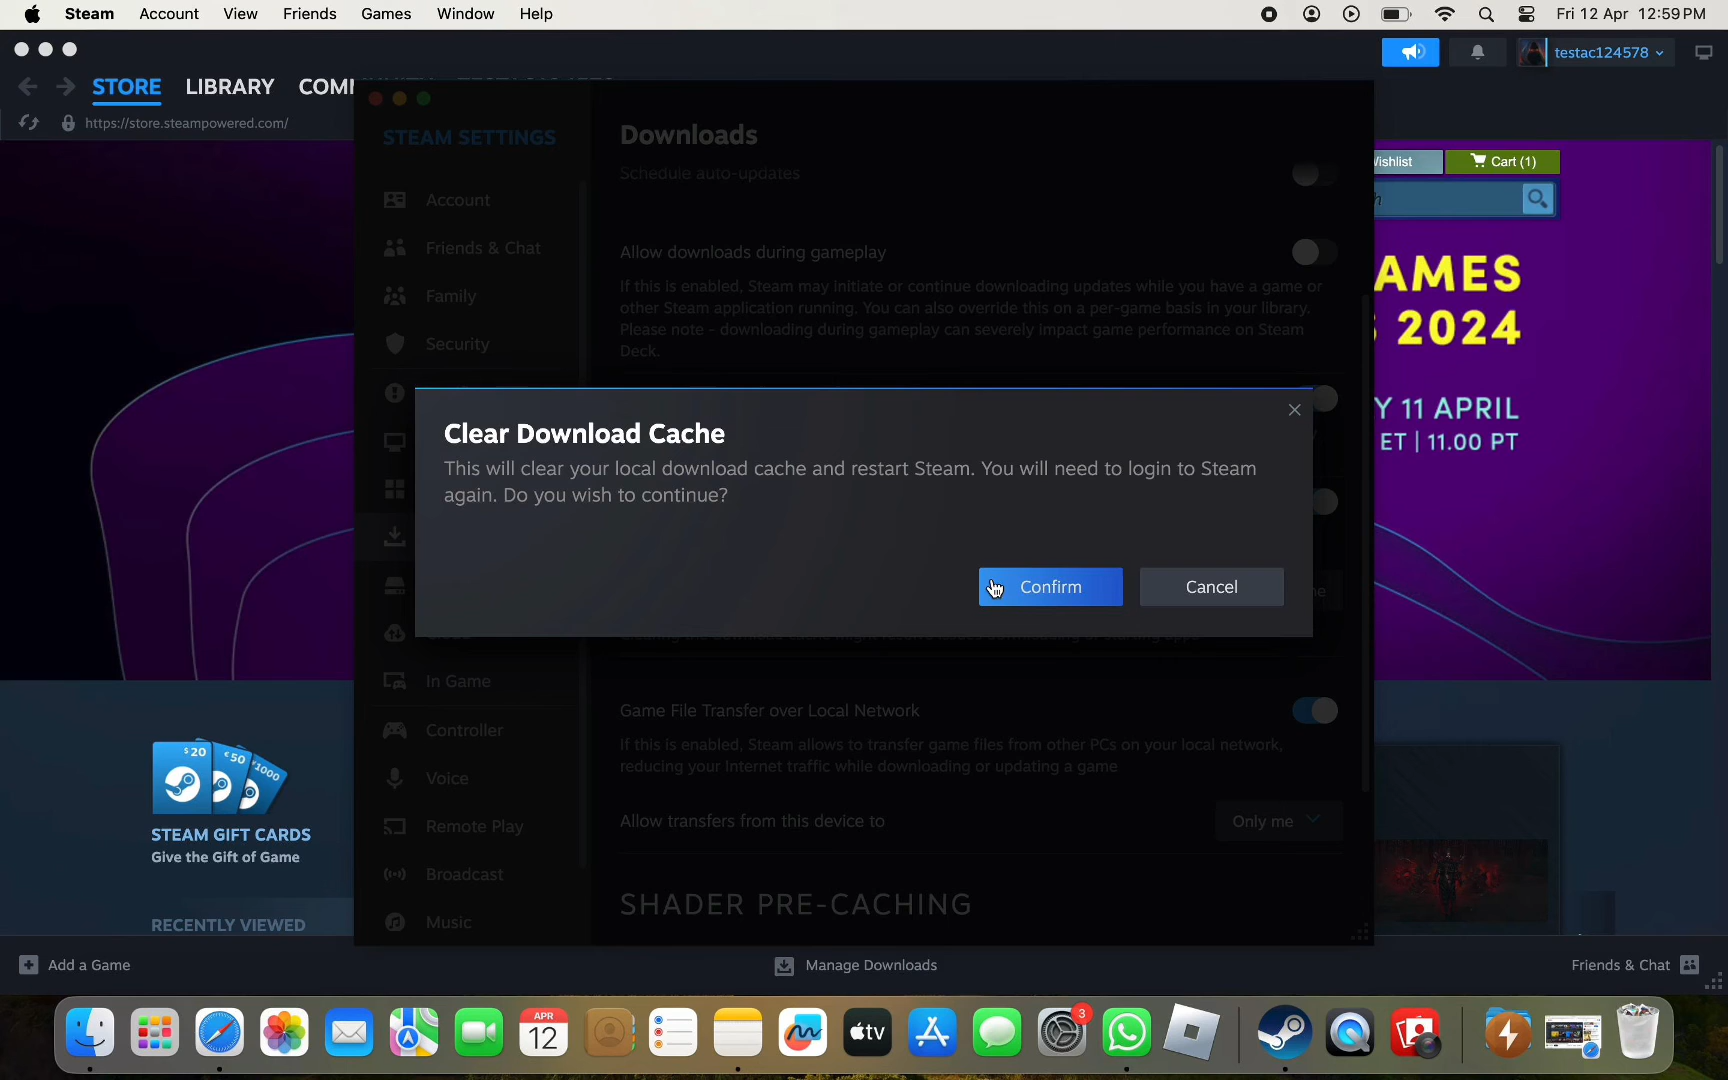 Steam Account View Friends Games Window Help
Fri 12 Apr 12:59 PM
testac124578
STORE LIBRARY COMM
https://store.steampowered.com/
Wishlist
Cart (1)
STEAM SETTINGS
Account
Friends & Chat
Family
Security
In Game
Controller
Voice
Remote Play
Broadcast
Music
Downloads
Schedule auto-updates
Allow downloads during gameplay
If this is enabled, Steam may initiate or continue downloading updates while you have a game or
other Steam application running. You can also override this on a per-game basis in your library.
Please note - downloading during gameplay can severely impact game performance on Steam
Deck.
Clear Download Cache
This will clear your local download cache and restart Steam. You will need to login to Steam
again. Do you wish to continue?
Confirm
Cancel
Game File Transfer over Local Network
If this is enabled, Steam allows to transfer game files from other PCs on your local network,
reducing your Internet traffic while downloading or updating a game
Allow transfers from this device to
Only me
SHADER PRE-CACHING
AMES
2024
Y 11 APRIL
ET | 11.00 PT
$20
€50
¥1000
STEAM GIFT CARDS
Give the Gift of Game
RECENTLY VIEWED
Add a Game
Manage Downloads
Friends & Chat
APR
12
tv
3